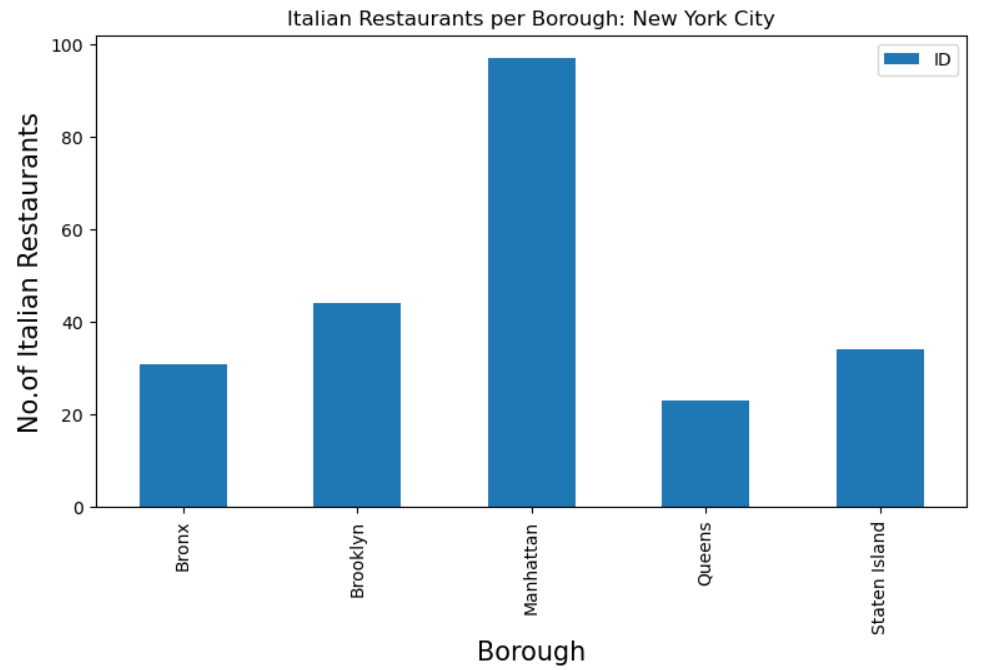 Italian Restaurants per Borough: New York City
ID
No.of Italian Restaurants
100
80
60
40
20
0
Bronx
Brooklyn
Manhattan
Queens
Staten Island
Borough